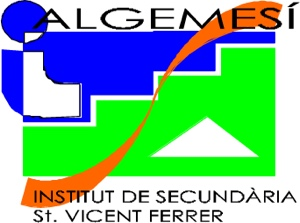 ALGEMESÍ
INSTITUT DE SECUNDÀRIA
St. VICENT FERRER